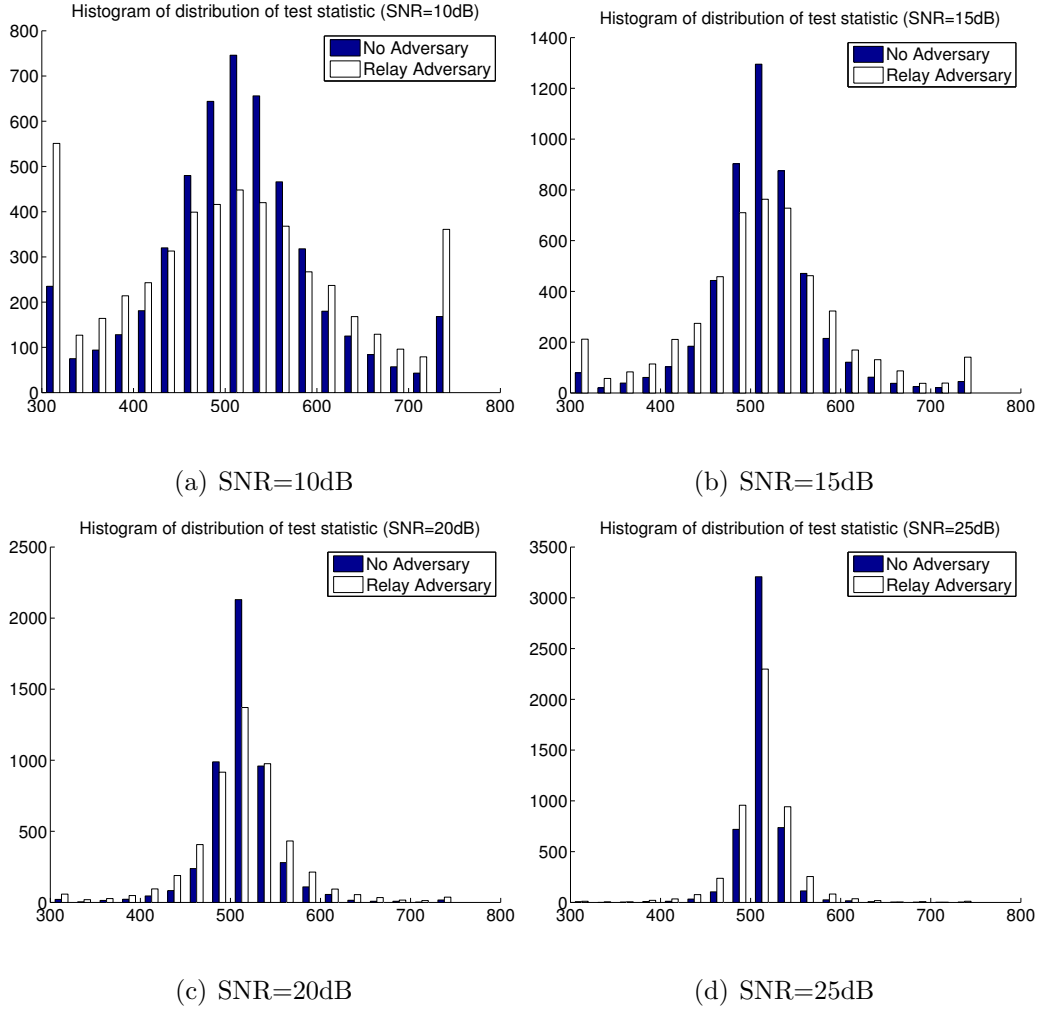 Histogram of distribution of test statistic (SNR=10dB)
800
700
600
500
400
300
200
100
0
300 400 500 600 700 800
No Adversary
Relay Adversary
(a) SNR=10dB
Histogram of distribution of test statistic (SNR=15dB)
1400
1200
1000
800
600
400
200
0
300 400 500 600 700 800
No Adversary
Relay Adversary
(b) SNR=15dB
Histogram of distribution of test statistic (SNR=20dB)
2500
2000
1500
1000
500
0
300 400 500 600 700 800
No Adversary
Relay Adversary
(c) SNR=20dB
Histogram of distribution of test statistic (SNR=25dB)
3500
3000
2500
2000
1500
1000
500
0
300 400 500 600 700 800
No Adversary
Relay Adversary
(d) SNR=25dB